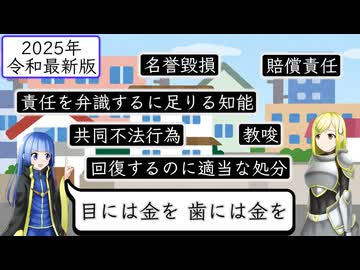 2025年
令和最新版
名誉毀損
賠償責任
責任を弁識するに足りる知能
共同不法行為
教唆
回復するのに適当な処分
目には金を 歯には金を